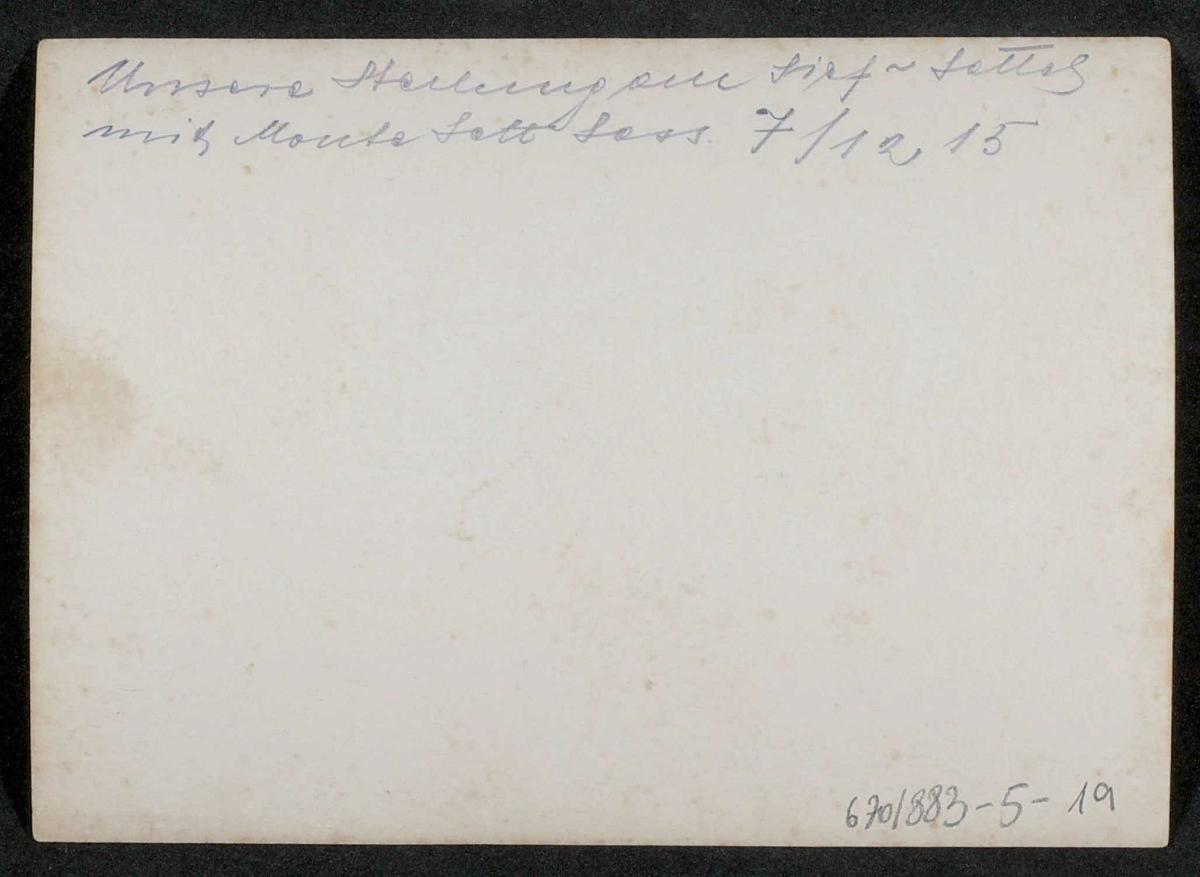 Unsere Stellung am Sief-Sattel
mit Monte Sett Sass. 7/12, 15
670/883-5-19